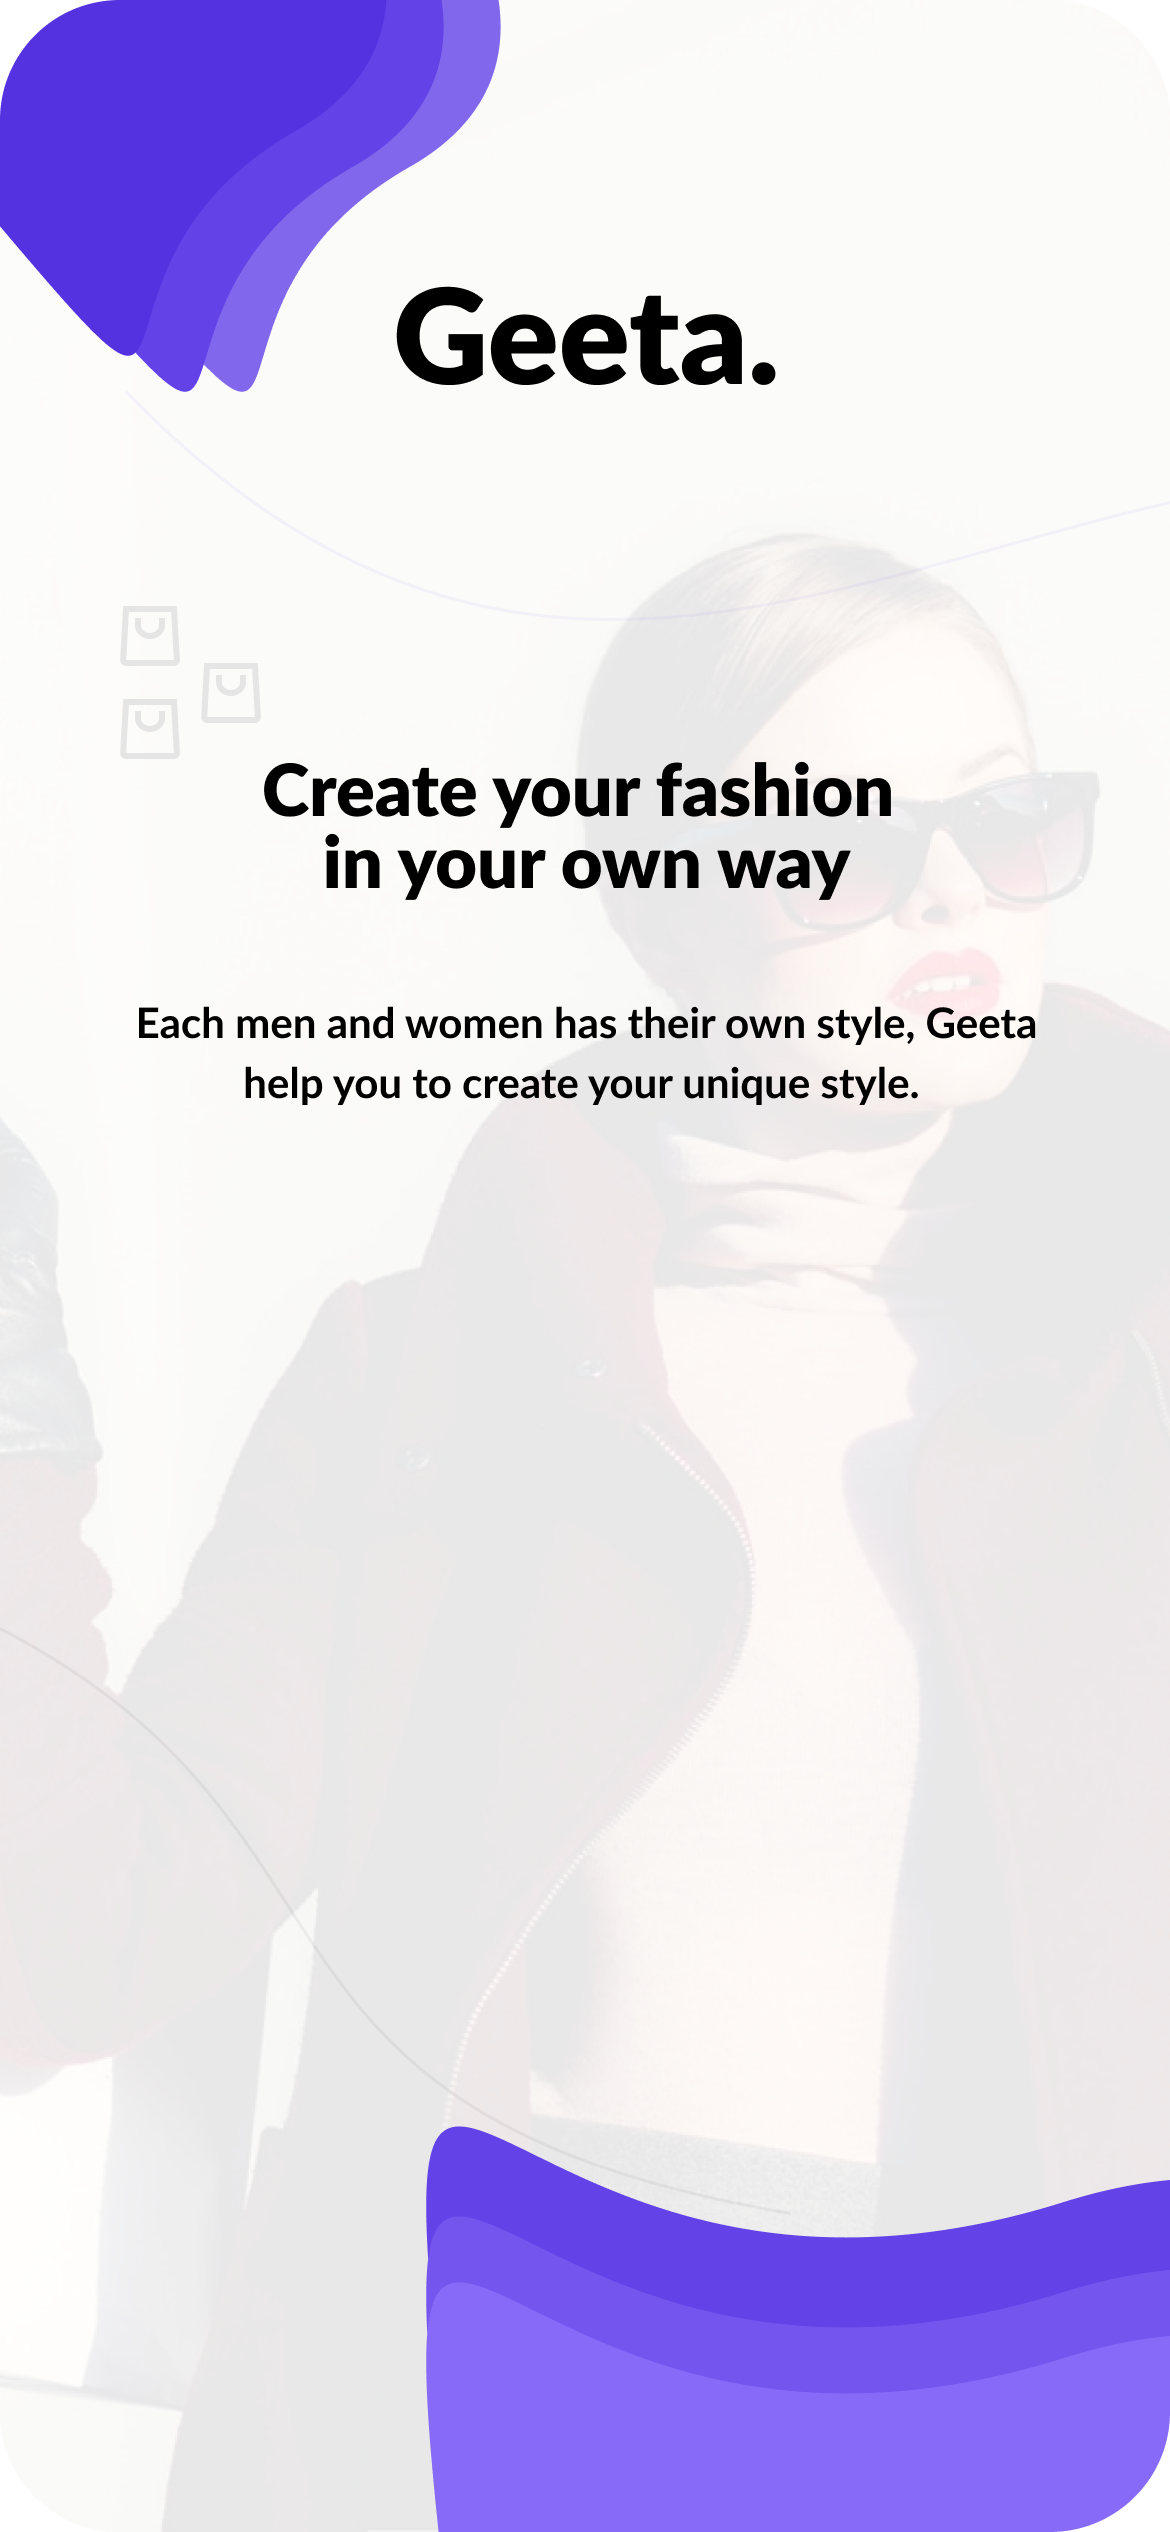 Geeta.
Create your fashion
in your own way
Each men and women has their own style, Geeta
help you to create your unique style.